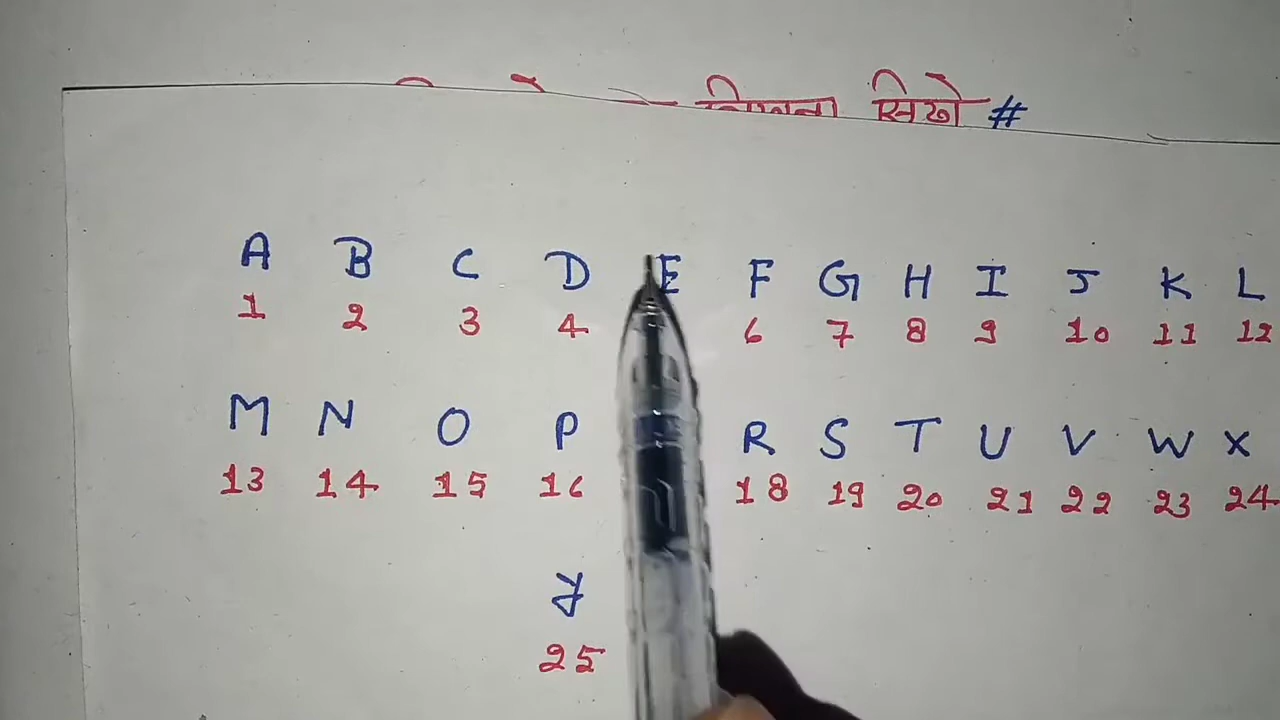 सिखो #
A B C D E F G H I J K L
1 2 3 4 6 7 8 9 10 11 12
M N O P R S T U V W X
13 14 15 16 18 19 20 21 22 23 24
Y
25